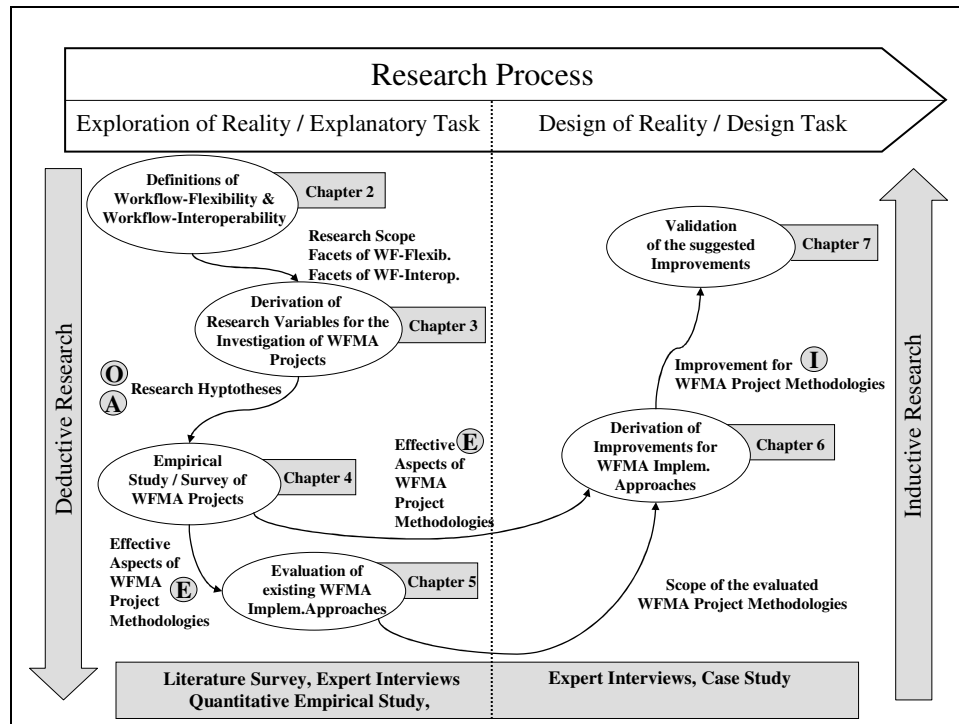 Research Process
Exploration of Reality / Explanatory Task
Design of Reality / Design Task
Deductive Research
Definitions of
Workflow-Flexibility &
Workflow-Interoperability
Chapter 2
Research Scope
Facets of WF-Flexib.
Facets of WF-Interop.
Derivation of
Research Variables for the
Investigation of WFMA
Projects
Chapter 3
O
A
Research Hyptotheses
Empirical
Study / Survey of
WFMA Projects
Chapter 4
Effective E
Aspects of
WFMA
Project
Methodologies
Effective
Aspects of
WFMA
Project
Methodologies
E
Evaluation of
existing WFMA
Implem.Approaches
Chapter 5
Validation
of the suggested
Improvements
Chapter 7
Improvement for I
WFMA Project Methodologies
Derivation of
Improvements for
WFMA Implem.
Approaches
Chapter 6
Scope of the evaluated
WFMA Project Methodologies
Inductive Research
Literature Survey, Expert Interviews
Quantitative Empirical Study,
Expert Interviews, Case Study